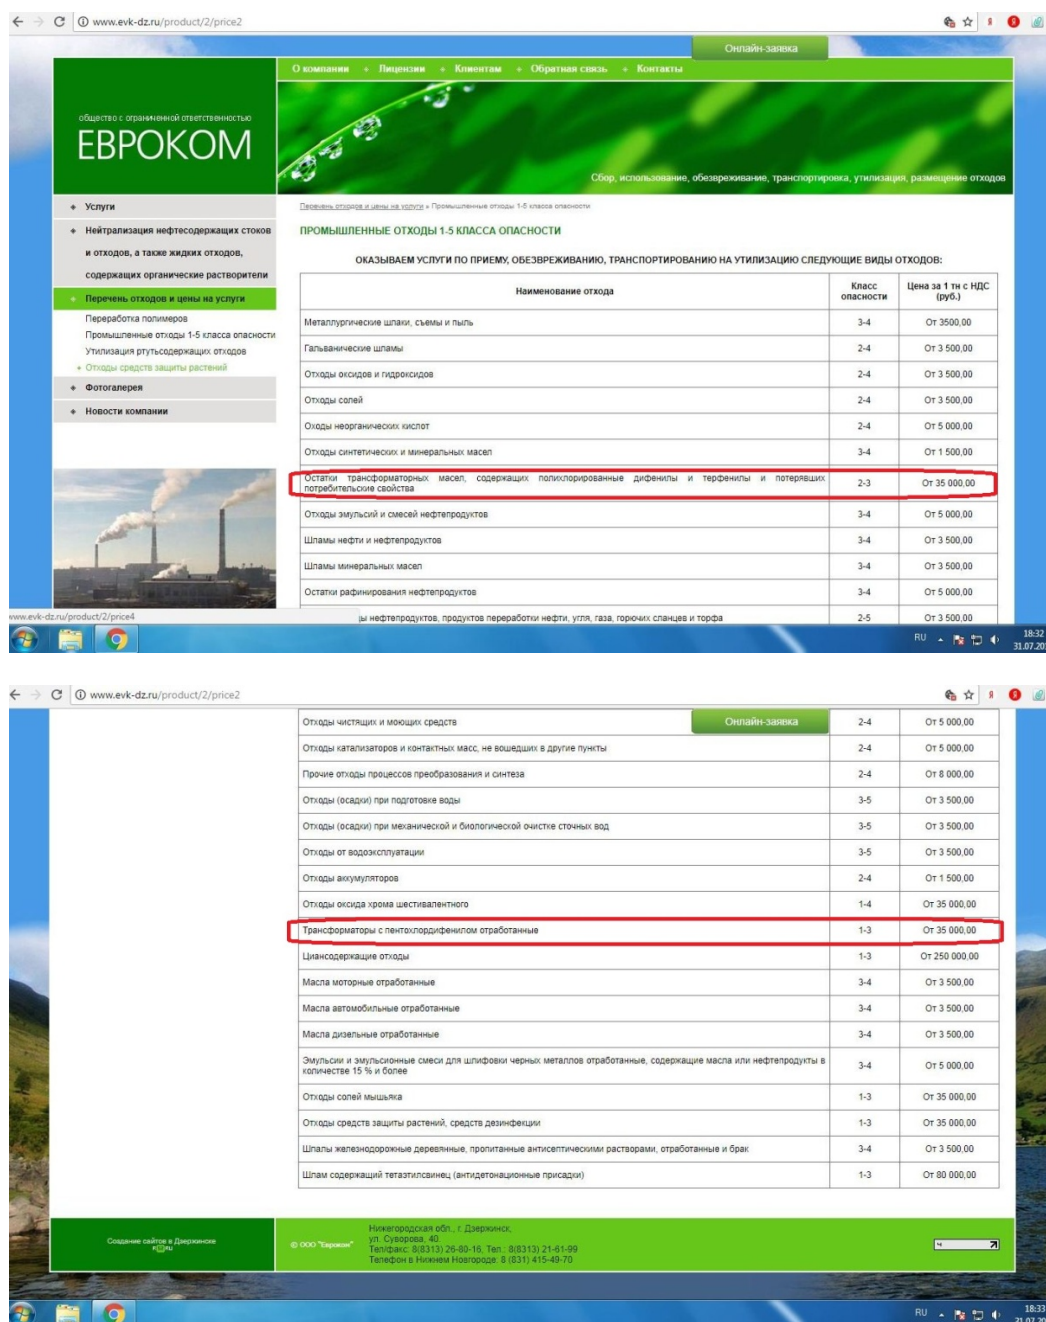 www.evk-dz.ru/product/2/price2
Онлайн-заявка
О компании + Лицензии + Клиентам + Обратная связь + Контакты
общество с ограниченной ответственностью
ЕВРОКОМ
Сбор, использование, обезвреживание, транспортировка, утилизация, размещение отходов
Услуги
Нейтрализация нефтесодержащих стоков
и отходов, а также жидких отходов,
содержащих органические растворители
Перечень отходов и цены на услуги
Переработка полимеров
Промышленные отходы 1-5 класса опасности
Утилизация ртутьсодержащих отходов
Отходы средств защиты растений
Фотогалерея
Новости компании
Перечень отходов и цены на услуги » Промышленные отходы 1-5 класса опасности
ПРОМЫШЛЕННЫЕ ОТХОДЫ 1-5 КЛАССА ОПАСНОСТИ
ОКАЗЫВАЕМ УСЛУГИ ПО ПРИЕМУ, ОБЕЗВРЕЖИВАНИЮ, ТРАНСПОРТИРОВАНИЮ НА УТИЛИЗАЦИЮ СЛЕДУЮЩИЕ ВИДЫ ОТХОДОВ:
Наименование отхода Класс опасности Цена за 1 тн с НДС (руб.)
Металлургические шлаки, съемы и пыль 3-4 От 3500,00
Гальванические шламы 2-4 От 3 500,00
Отходы оксидов и гидроксидов 2-4 От 3 500,00
Отходы солей 2-4 От 3 500,00
Оходы неорганических кислот 2-4 От 5 000,00
Отходы синтетических и минеральных масел 3-4 От 1 500,00
Остатки трансформаторных масел, содержащих полихлорированные дифенилы и терфенилы и потерявших
потребительские свойства 2-3 От 35 000,00
Отходы эмульсий и смесей нефтепродуктов 3-4 От 5 000,00
Шламы нефти и нефтепродуктов 3-4 От 3 500,00
Шламы минеральных масел 3-4 От 3 500,00
Остатки рафинирования нефтепродуктов 3-4 От 5 000,00
нефтепродуктов, продуктов переработки нефти, угля, газа, горючих сланцев и торфа 2-5 От 3 500,00
www.evk-dz.ru/product/2/price4
RU 18:32
31.07.20
www.evk-dz.ru/product/2/price2
Онлайн-заявка
Отходы чистящих и моющих средств 2-4 От 5 000,00
Отходы катализаторов и контактных масс, не вошедших в другие пункты 2-4 От 5 000,00
Прочие отходы процессов преобразования и синтеза 2-4 От 8 000,00
Отходы (осадки) при подготовке воды 3-5 От 3 500,00
Отходы (осадки) при механической и биологической очистке сточных вод 3-5 От 3 500,00
Отходы от водоэксплуатации 3-5 От 3 500,00
Отходы аккумуляторов 2-4 От 1 500,00
Отходы оксида хрома шестивалентного 1-4 От 35 000,00
Трансформаторы с пентохлордифенилом отработанные 1-3 От 35 000,00
Циансодержащие отходы 1-3 От 250 000,00
Масла моторные отработанные 3-4 От 3 500,00
Масла автомобильные отработанные 3-4 От 3 500,00
Масла дизельные отработанные 3-4 От 3 500,00
Эмульсии и эмульсионные смеси для шлифовки черных металлов отработанные, содержащие масла или нефтепродукты в
количестве 15 % и более 3-4 От 5 000,00
Отходы солей мышьяка 1-3 От 35 000,00
Отходы средств защиты растений, средств дезинфекции 1-3 От 35 000,00
Шпалы железнодорожные деревянные, пропитанные антисептическими растворами, отработанные и брак 3-4 От 3 500,00
Шлам содержащий тетаэтилсвинец (антидетонационные присадки) 1-3 От 80 000,00
Создание сайтов в Дзержинске
© ООО "Евроком"
Нижегородская обл., г. Дзержинск,
ул. Суворова, 40.
Тел/факс: 8(8313) 26-80-16, Тел.: 8(8313) 21-61-99
Телефон в Нижнем Новгороде: 8 (831) 415-49-70
RU 18:33
31.07.20